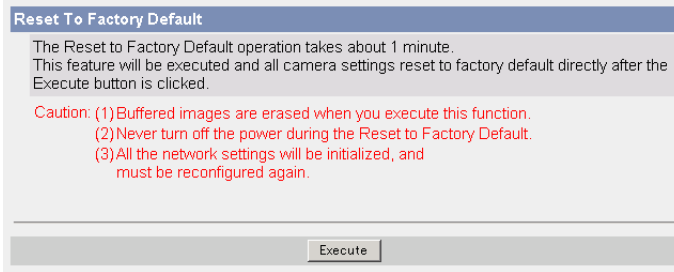 Reset To Factory Default
The Reset to Factory Default operation takes about 1 minute.
This feature will be executed and all camera settings reset to factory default directly after the
Execute button is clicked.
Caution: (1)Buffered images are erased when you execute this function.
(2)Never turn off the power during the Reset to Factory Default.
(3)All the network settings will be initialized, and
must be reconfigured again.
Execute